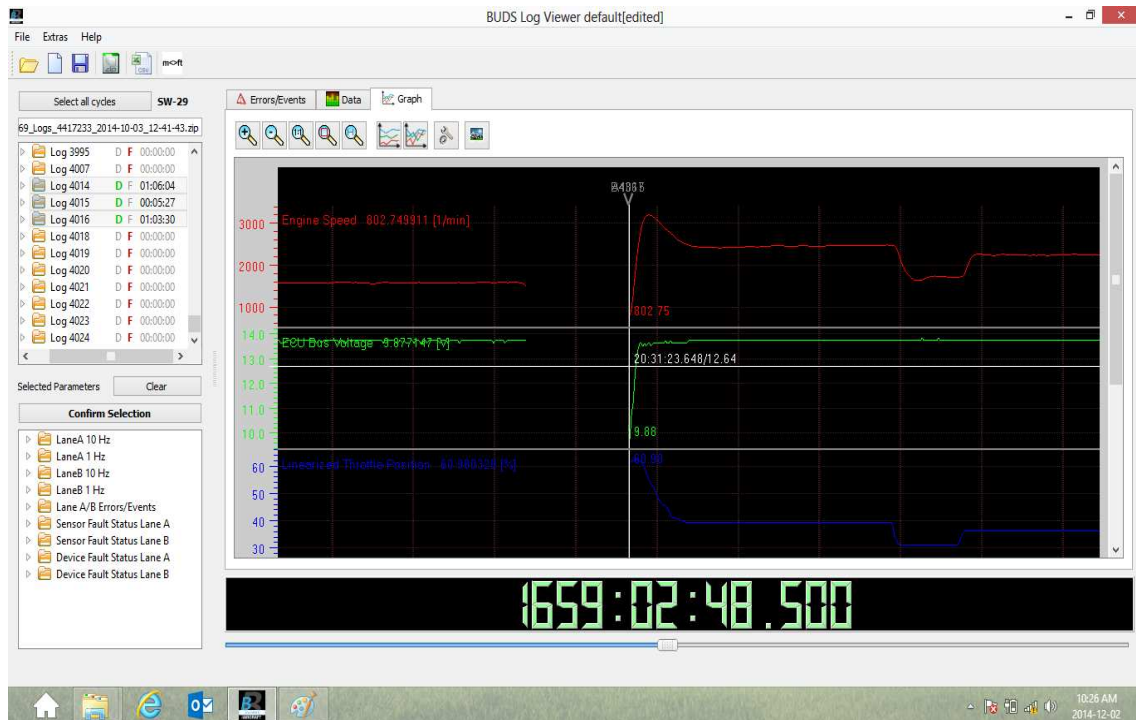 BUDS Log Viewer default[edited]
File Extras Help
m<>ft
Select all cycles SW-29
69_Logs_4417233_2014-10-03_12-41-43.zip
Log 3995 D F 00:00:00
Log 4007 D F 00:00:00
Log 4014 D F 01:06:04
Log 4015 D F 00:05:27
Log 4016 D F 01:03:30
Log 4018 D F 00:00:00
Log 4019 D F 00:00:00
Log 4020 D F 00:00:00
Log 4021 D F 00:00:00
Log 4022 D F 00:00:00
Log 4023 D F 00:00:00
Log 4024 D F 00:00:00
Selected Parameters Clear
Confirm Selection
LaneA 10 Hz
LaneA 1 Hz
LaneB 10 Hz
LaneB 1 Hz
Lane A/B Errors/Events
Sensor Fault Status Lane A
Sensor Fault Status Lane B
Device Fault Status Lane A
Device Fault Status Lane B
Errors/Events Data Graph
3000
2000
1000
Engine Speed 802.749911 [1/min]
802.75
14.0
13.0
12.0
11.0
10.0
ECU Bus Voltage 9.877147 [V]
20:31:23.648/12.64
9.88
60
50
40
30
Linearized Throttle Position
1659:02:48.500
10:26 AM
2014-12-02